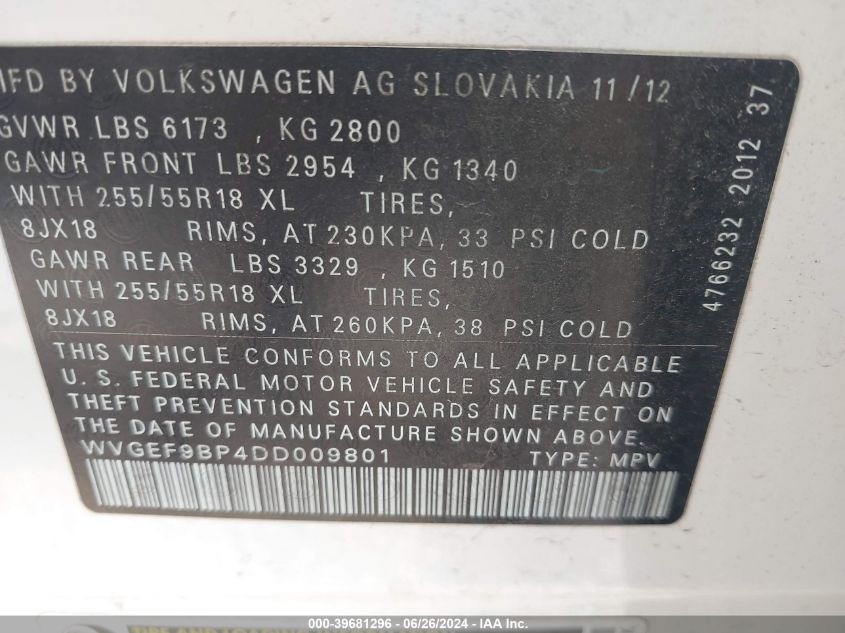 MFD BY VOLKSWAGEN AG SLOVAKIA 11/12
GVWR LBS 6173 , KG 2800
GAWR FRONT LBS 2954 , KG 1340
WITH 255/55R18 XL TIRES,
8JX18 RIMS, AT 230KPA, 33 PSI COLD
GAWR REAR LBS 3329 , KG 1510
WITH 255/55R18 XL TIRES,
8JX18 RIMS, AT 260KPA, 38 PSI COLD
THIS VEHICLE CONFORMS TO ALL APPLICABLE
U. S. FEDERAL MOTOR VEHICLE SAFETY AND
THEFT PREVENTION STANDARDS IN EFFECT ON
THE DATE OF MANUFACTURE SHOWN ABOVE.
WVGEF9BP4DD009801 TYPE: MPV
4766232 2012 37
TIRE AND LOADING
000-39681296 - 06/26/2024 - IAA Inc.